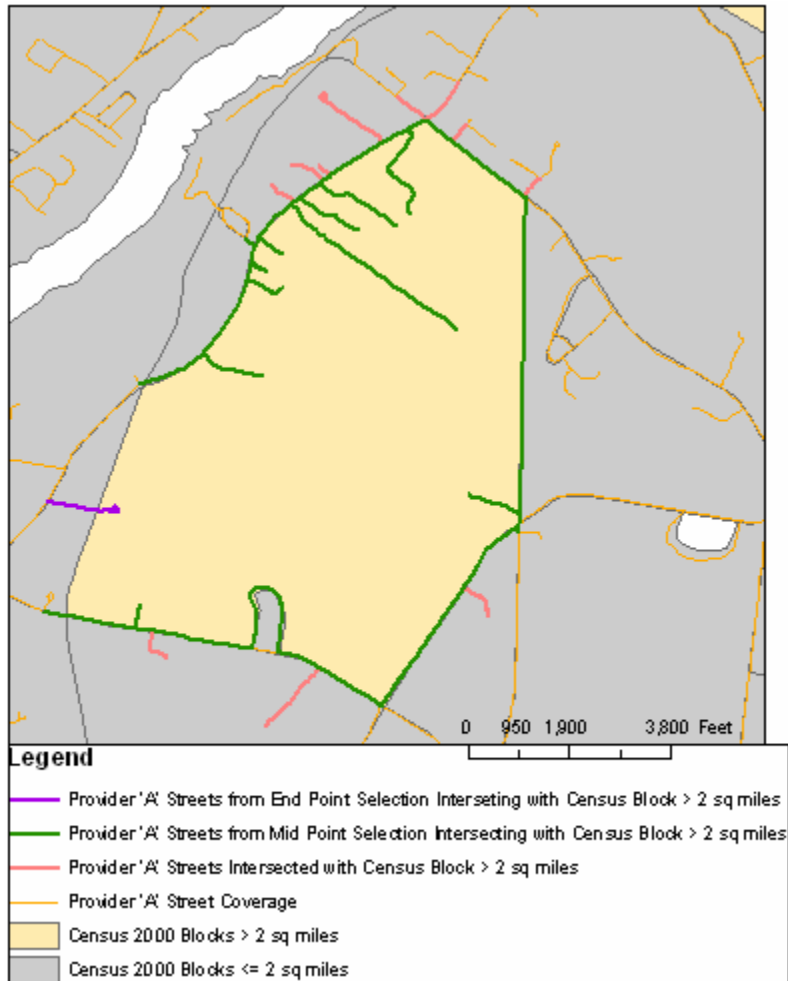 0 950 1,900 3,800 Feet
Legend
Provider 'A' Streets from End Point Selection Interseting with Census Block > 2 sq miles
Provider 'A' Streets from Mid Point Selection Intersecting with Census Block > 2 sq miles
Provider 'A' Streets Intersected with Census Block > 2 sq miles
Provider 'A' Street Coverage
Census 2000 Blocks > 2 sq miles
Census 2000 Blocks <= 2 sq miles